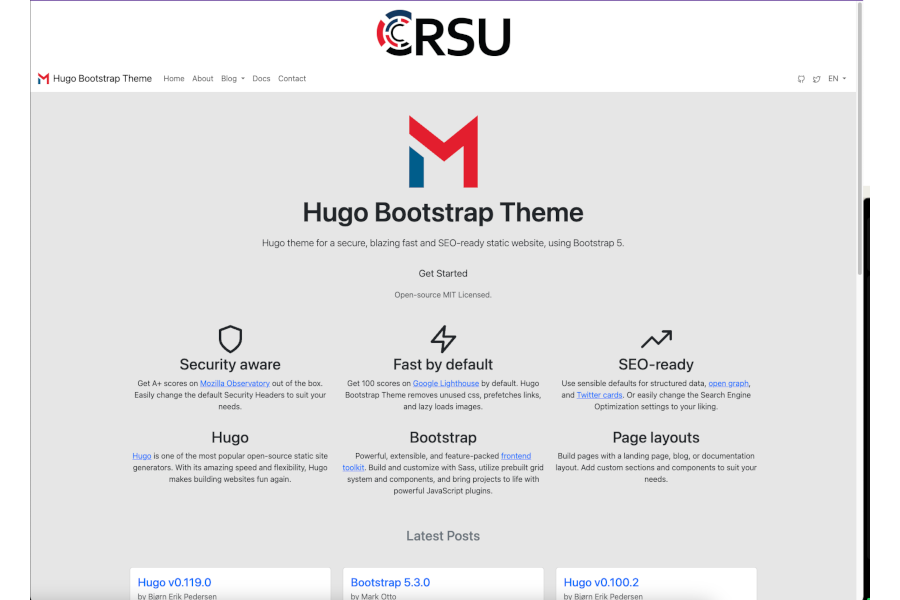 CRSU
Hugo Bootstrap Theme Home About Blog Docs Contact EN
Hugo Bootstrap Theme
Hugo theme for a secure, blazing fast and SEO-ready static website, using Bootstrap 5.
Get Started
Open-source MIT Licensed.
Security aware
Get A+ scores on Mozilla Observatory out of the box.
Easily change the default Security Headers to suit your
needs.
Fast by default
Get 100 scores on Google Lighthouse by default. Hugo
Bootstrap Theme removes unused css, prefetches links,
and lazy loads images.
SEO-ready
Use sensible defaults for structured data, open graph,
and Twitter cards. Or easily change the Search Engine
Optimization settings to your liking.
Hugo
Hugo is one of the most popular open-source static site
generators. With its amazing speed and flexibility, Hugo
makes building websites fun again.
Bootstrap
Powerful, extensible, and feature-packed frontend
toolkit. Build and customize with Sass, utilize prebuilt grid
system and components, and bring projects to life with
powerful JavaScript plugins.
Page layouts
Build pages with a landing page, blog, or documentation
layout. Add custom sections and components to suit your
needs.
Latest Posts
Hugo v0.119.0
by Bjørn Erik Pedersen
Bootstrap 5.3.0
by Mark Otto
Hugo v0.100.2
by Bjørn Erik Pedersen